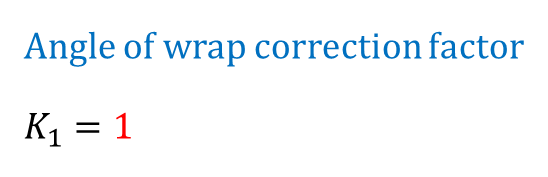 Angle of wrap correction factor
K₁ = 1